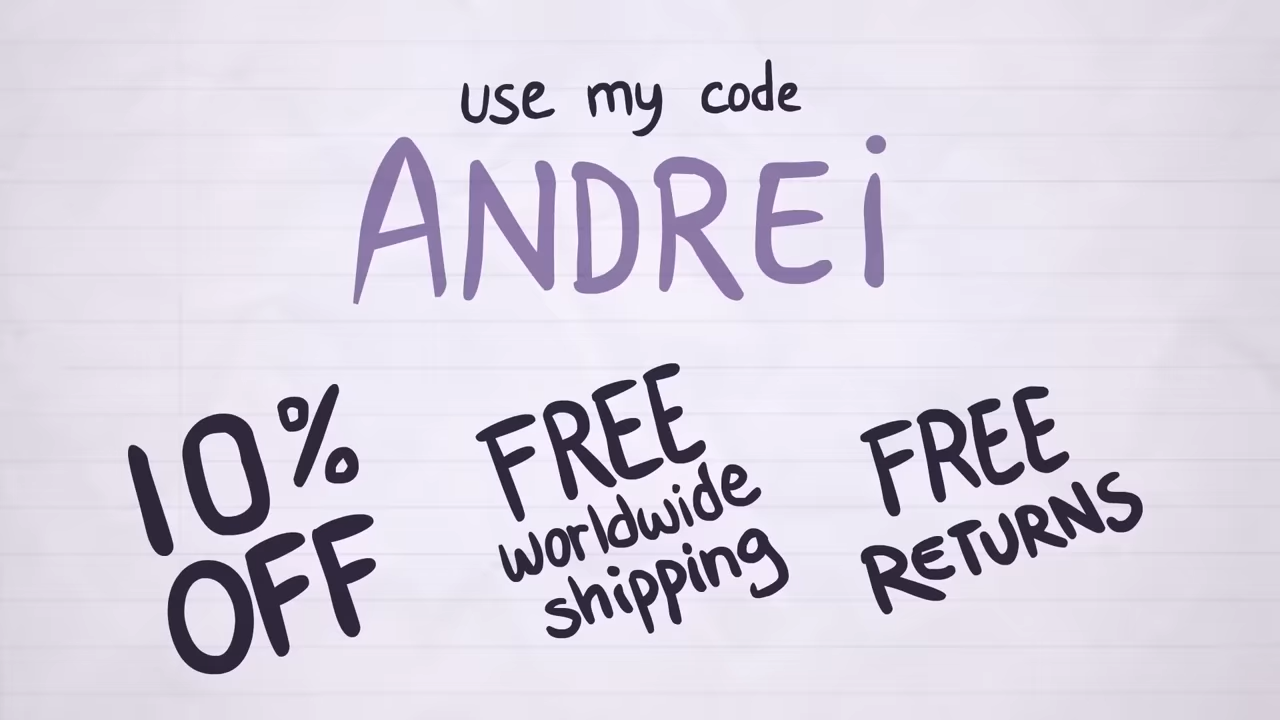 use my code
ANDREi
10%
OFF
FREE
worldwide
shipping
FREE
RETURNS